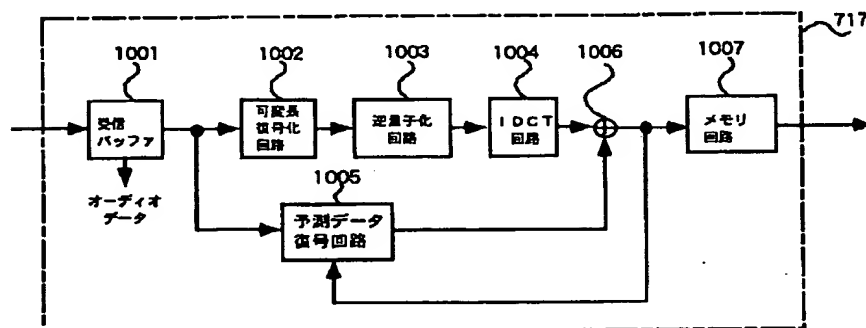 717
1001
1002
1003
1004
1006
1007
受信
バッファ
可変長
復号化
回路
逆量子化
回路
IDCT
回路
メモリ
回路
オーディオ
データ
1005
予測データ
復号回路